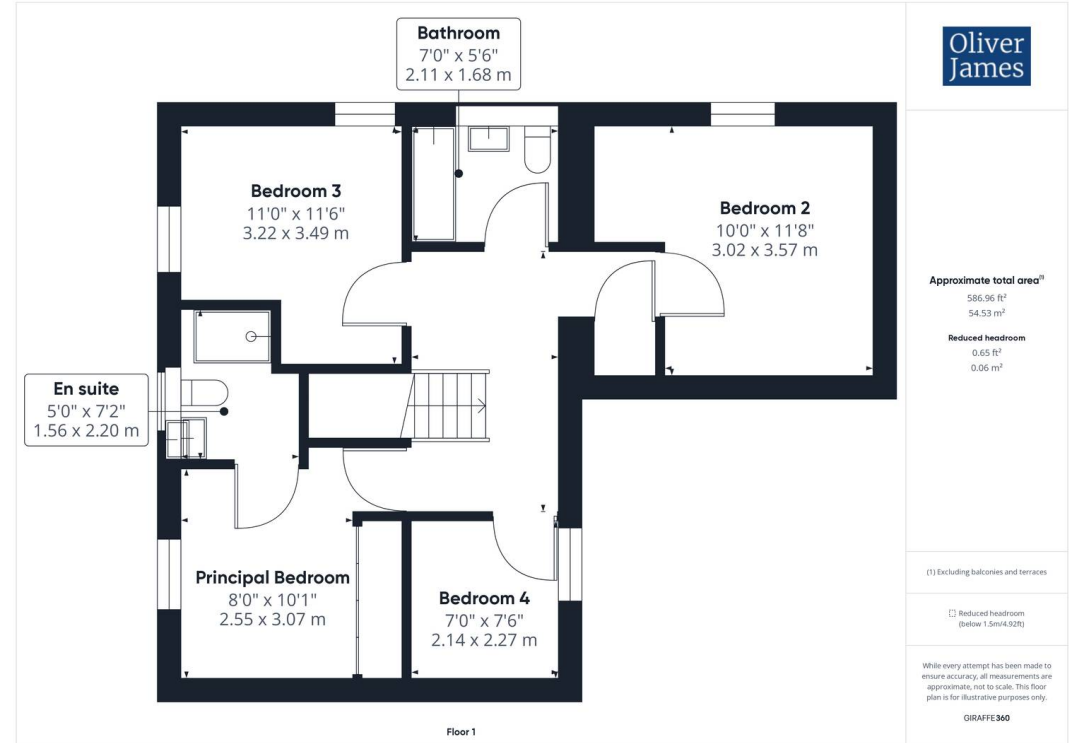 Bathroom
7'0" x 5'6"
2.11 x 1.68 m
Bedroom 3
11'0" x 11'6"
3.22 x 3.49 m
Bedroom 2
10'0" x 11'8"
3.02 x 3.57 m
En suite
5'0" x 7'2"
1.56 x 2.20 m
Principal Bedroom
8'0" x 10'1"
2.55 x 3.07 m
Bedroom 4
7'0" x 7'6"
2.14 x 2.27 m
Floor 1
Oliver
James
Approximate total area(1)
586.96 ft²
54.53 m²
Reduced headroom
0.65 ft²
0.06 m²
(1) Excluding balconies and terraces
Reduced headroom
(below 1.5m/4.92ft)
While every attempt has been made to
ensure accuracy, all measurements are
approximate, not to scale. This floor
plan is for illustrative purposes only.
GIRAFFE360